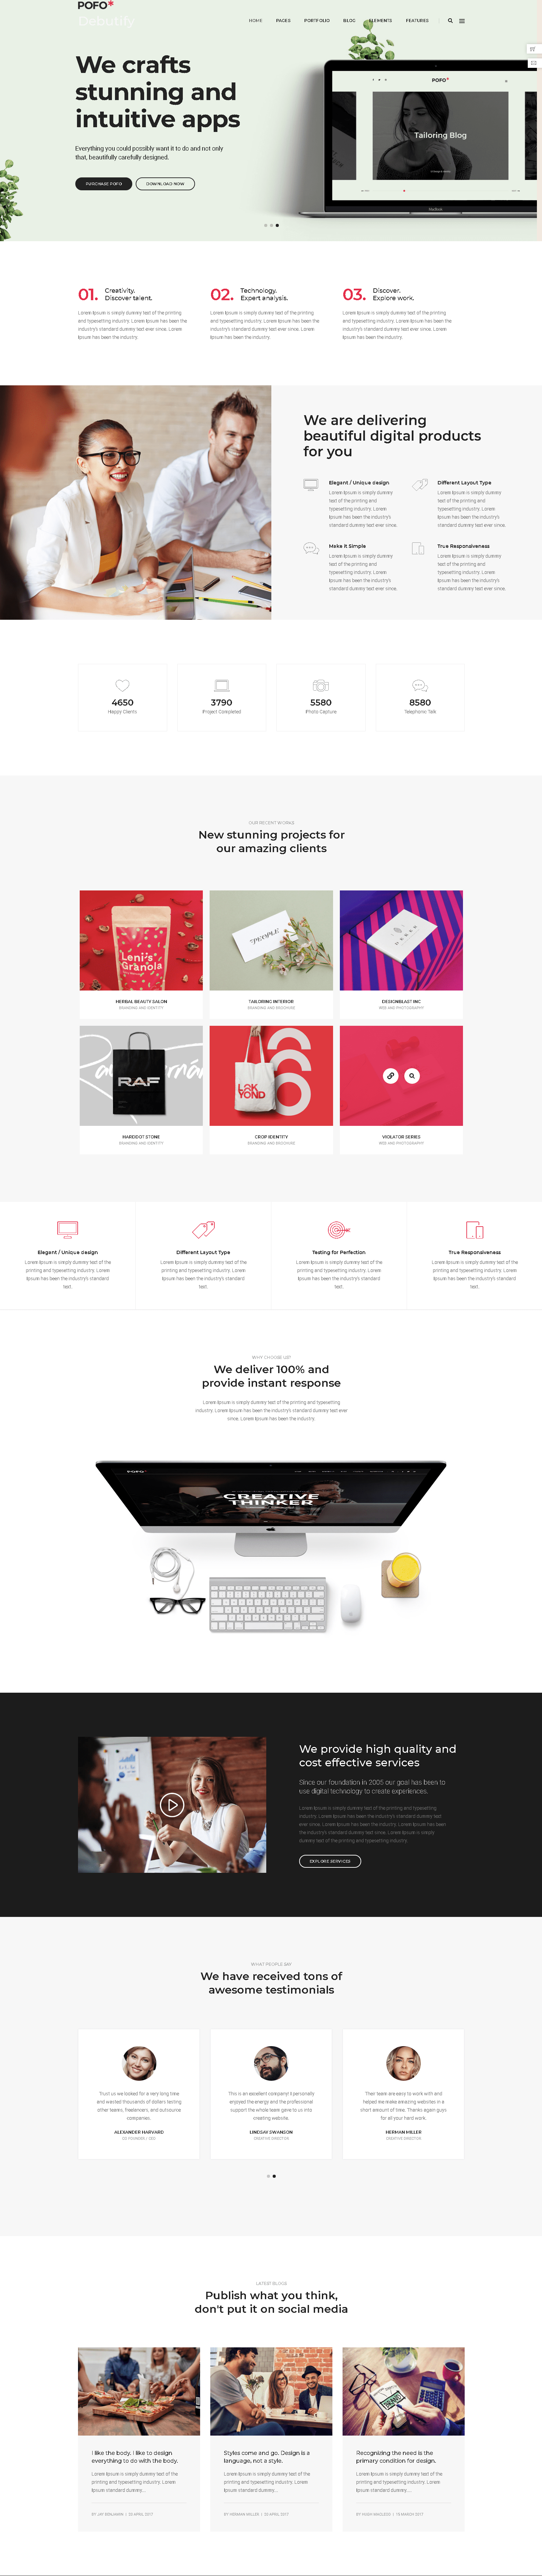 POFO*
Debutify
HOME PAGES PORTFOLIO BLOG ELEMENTS FEATURES
We crafts
stunning and
intuitive apps
Everything you could possibly want it to do and not only
that, beautifully carefully designed.
PURCHASE POFO DOWNLOAD NOW
POFO*
Tailoring Blog
MacBook
01. Creativity.
Discover talent.
Lorem Ipsum is simply dummy text of the printing
and typesetting industry. Lorem Ipsum has been the
industry's standard dummy text ever since. Lorem
Ipsum has been the industry.
02. Technology.
Expert analysis.
Lorem Ipsum is simply dummy text of the printing
and typesetting industry. Lorem Ipsum has been the
industry's standard dummy text ever since. Lorem
Ipsum has been the industry.
03. Discover.
Explore work.
Lorem Ipsum is simply dummy text of the printing
and typesetting industry. Lorem Ipsum has been the
industry's standard dummy text ever since. Lorem
Ipsum has been the industry.
We are delivering
beautiful digital products
for you
Elegant / Unique design
Lorem Ipsum is simply dummy
text of the printing and
typesetting industry. Lorem
Ipsum has been the industry's
standard dummy text ever since.
Different Layout Type
Lorem Ipsum is simply dummy
text of the printing and
typesetting industry. Lorem
Ipsum has been the industry's
standard dummy text ever since.
Make it Simple
Lorem Ipsum is simply dummy
text of the printing and
typesetting industry. Lorem
Ipsum has been the industry's
standard dummy text ever since.
True Responsiveness
Lorem Ipsum is simply dummy
text of the printing and
typesetting industry. Lorem
Ipsum has been the industry's
standard dummy text ever since.
4650
Happy Clients
3790
Project Completed
5580
Photo Capture
8580
Telephonic Talk
OUR RECENT WORKS
New stunning projects for
our amazing clients
Leni's
Granola
HERBAL BEAUTY SALON
BRANDING AND IDENTITY
PEOPLE
TAILORING INTERIOR
BRANDING AND BROCHURE
DESIGNBLAST INC
WEB AND PHOTOGRAPHY
RAF
HARDDOT STONE
BRANDING AND IDENTITY
LOK
YOND
CROP IDENTITY
BRANDING AND BROCHURE
VIOLATOR SERIES
WEB AND PHOTOGRAPHY
Elegant / Unique design
Lorem Ipsum is simply dummy text of the
printing and typesetting industry. Lorem
Ipsum has been the industry's standard
text.
Different Layout Type
Lorem Ipsum is simply dummy text of the
printing and typesetting industry. Lorem
Ipsum has been the industry's standard
text.
Testing for Perfection
Lorem Ipsum is simply dummy text of the
printing and typesetting industry. Lorem
Ipsum has been the industry's standard
text.
True Responsiveness
Lorem Ipsum is simply dummy text of the
printing and typesetting industry. Lorem
Ipsum has been the industry's standard
text.
WHY CHOOSE US?
We deliver 100% and
provide instant response
Lorem Ipsum is simply dummy text of the printing and typesetting
industry. Lorem Ipsum has been the industry's standard dummy text ever
since. Lorem Ipsum has been the industry.
POFO*
CREATIVE
THINKER
We provide high quality and
cost effective services
Since our foundation in 2005 our goal has been to
use digital technology to create experiences.
Lorem Ipsum is simply dummy text of the printing and typesetting
industry. Lorem Ipsum has been the industry's standard dummy text
ever since. Lorem Ipsum has been the industry. Lorem Ipsum has been
the industry's standard dummy text since. Lorem Ipsum is simply
dummy text of the printing and typesetting industry.
EXPLORE SERVICES
WHAT PEOPLE SAY
We have received tons of
awesome testimonials
Trust us we looked for a very long time
and wasted thousands of dollars testing
other teams, freelancers, and outsource
companies.
ALEXANDER HARVARD
CO FOUNDER / CEO
This is an excellent company! I personally
enjoyed the energy and the professional
support the whole team gave to us into
creating website.
LINDSAY SWANSON
CREATIVE DIRECTOR
Their team are easy to work with and
helped me make amazing websites in a
short amount of time. Thanks again guys
for all your hard work.
HERMAN MILLER
CREATIVE DIRECTOR
LATEST BLOGS
Publish what you think,
don't put it on social media
I like the body. I like to design
everything to do with the body.
Lorem Ipsum is simply dummy text of the
printing and typesetting industry. Lorem
Ipsum standard dummy...
BY JAY BENJAMIN | 20 APRIL 2017
Styles come and go. Design is a
language, not a style.
Lorem Ipsum is simply dummy text of the
printing and typesetting industry. Lorem
Ipsum standard dummy...
BY HERMAN MILLER | 20 APRIL 2017
Recognizing the need is the
primary condition for design.
Lorem Ipsum is simply dummy text of the
printing and typesetting industry. Lorem
Ipsum standard dummy...
BY HUGH MACLEOD | 18 MARCH 2017